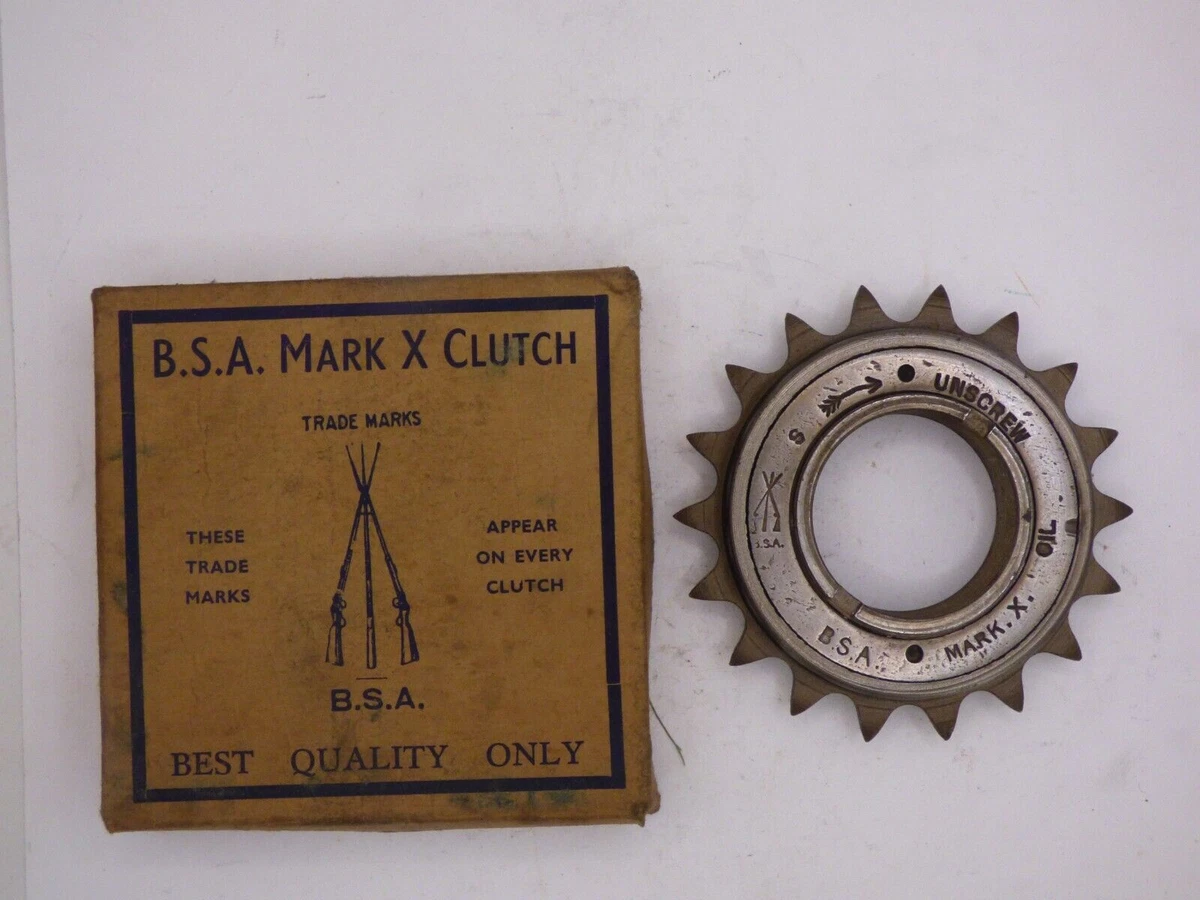 B.S.A. MARK X CLUTCH
TRADE MARKS
THESE
TRADE
MARKS
APPEAR
ON EVERY
CLUTCH
B.S.A.
BEST QUALITY ONLY
UNSCREW
OIL
MARK.X.
B.S.A.
B.S.A.
S